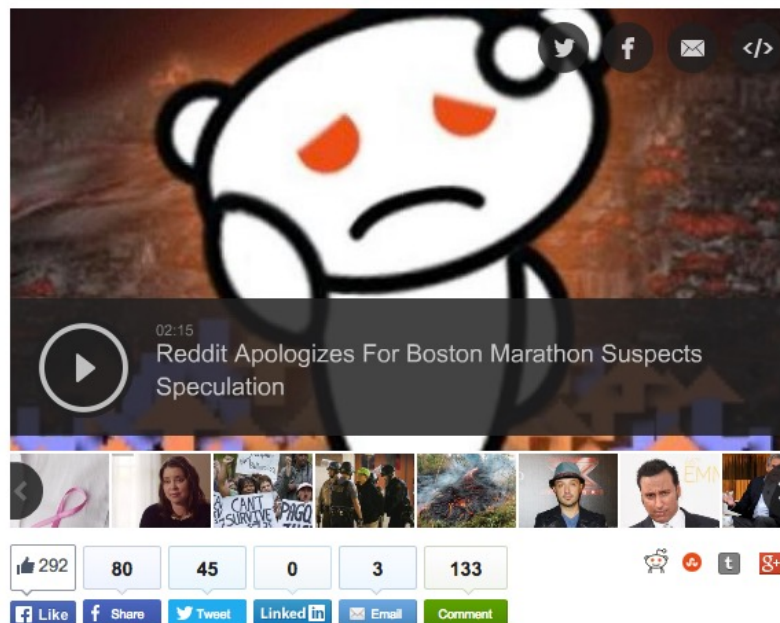 </>
02:15
Reddit Apologizes For Boston Marathon Suspects
Speculation
CAN'T
SURVIVE
PAGO
EMM
292
80
45
0
3
133
Like
Share
Tweet
Linked in
Email
Comment
t
g+